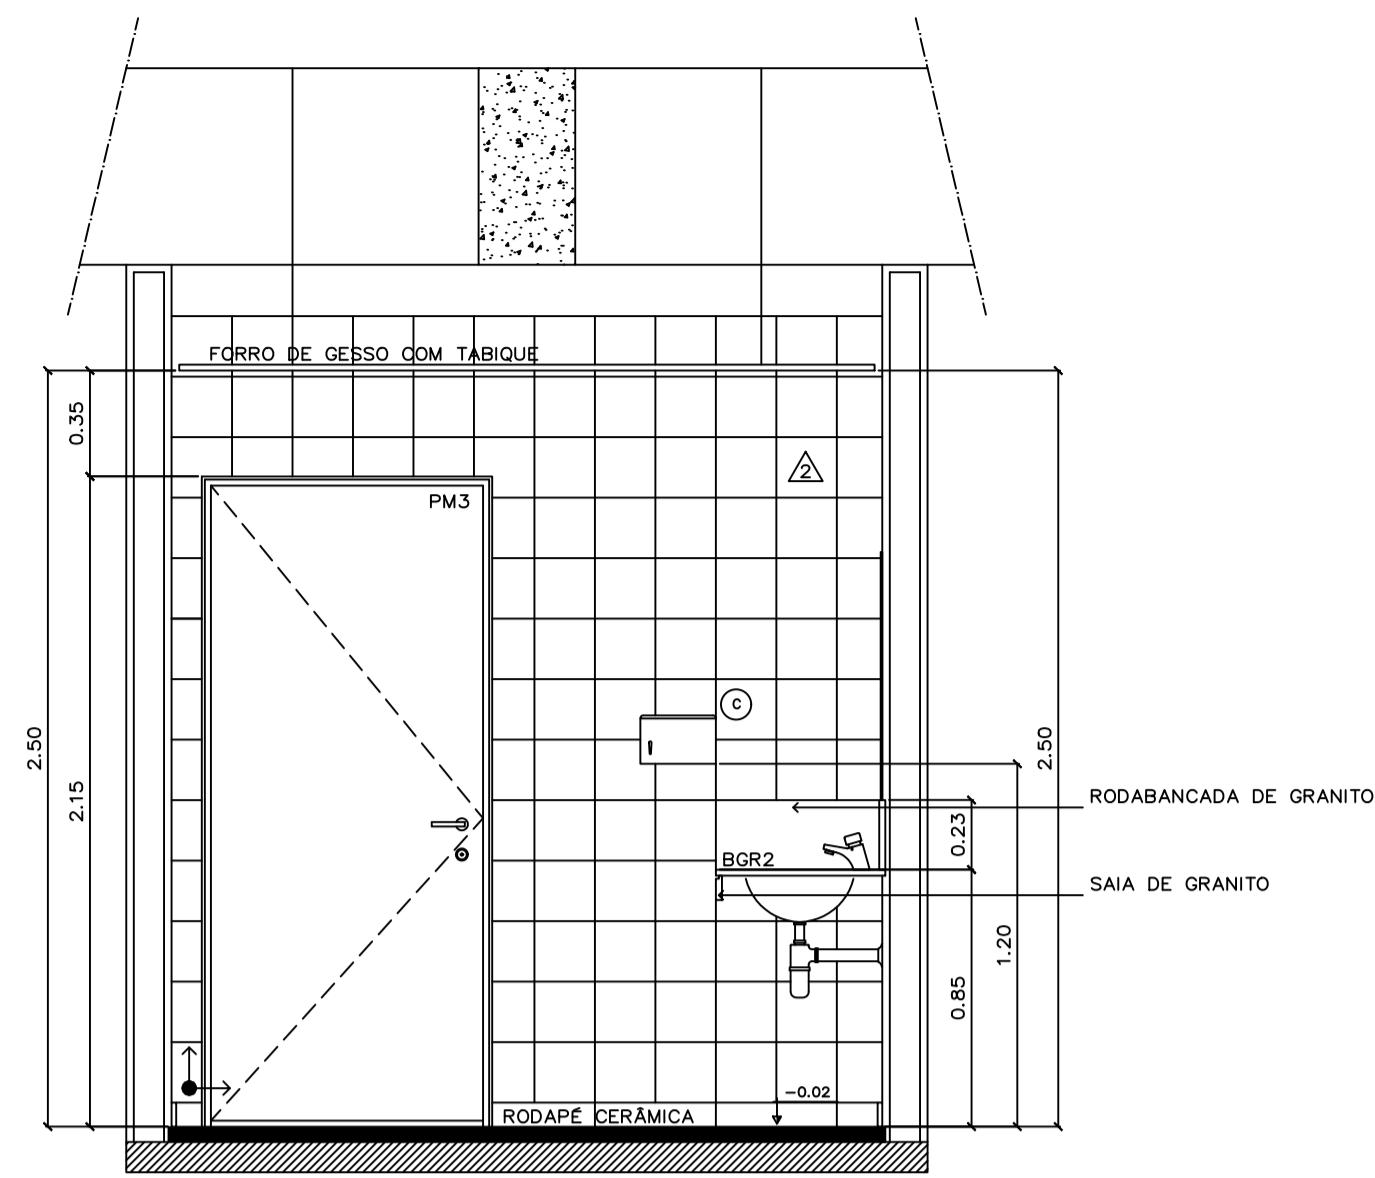 FORRO DE GESSO COM TABIQUE
0.35
2
PM3
C
2.50
2.15
2.50
RODABANCADA DE GRANITO
0.23
BGR2
SAIA DE GRANITO
1.20
0.85
-0.02
RODAPÉ CERÂMICA